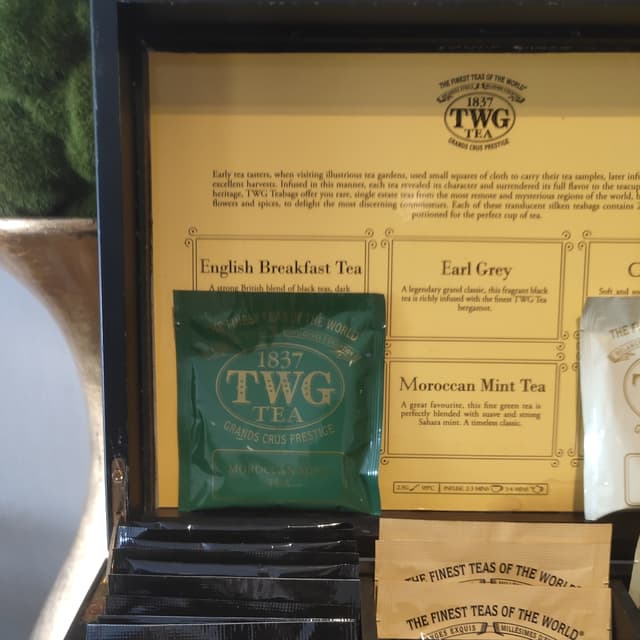 THE FINEST TEAS OF THE WORLD
1837
TWG
TEA
GRANDS CRUS PRESTIGE
Early tea tasters, when visiting illustrious tea gardens, used small squares of cloth to carry their tea samples, later
excellent harvests. Infused in this manner, each tea revealed its character and surrendered its full flavor to the
heritage, TWG Teabags offer you rare, single estate teas from the most remote and mysterious regions of the world,
flowers and spices, to delight the most discerning connoisseurs. Each of these translucent silken teabags contains
portioned for the perfect cup of tea.
English Breakfast Tea
A strong British blend of black teas, dark
Earl Grey
A legendary grand classic, this fragrant black
tea is richly infused with the finest TWG Tea
bergamot.
Soft and
Moroccan Mint Tea
A great favourite, this fine green tea is
perfectly blended with suave and strong
Sahara mint. A timeless classic.
THE FINEST TEAS OF THE WORLD
1837
TWG
TEA
GRANDS CRUS PRESTIGE
MOROCCAN MINT
TEA
THE FINEST TEAS OF THE WORLD
THE FINEST TEAS OF THE WORLD
EXQUIS MILLESIMES